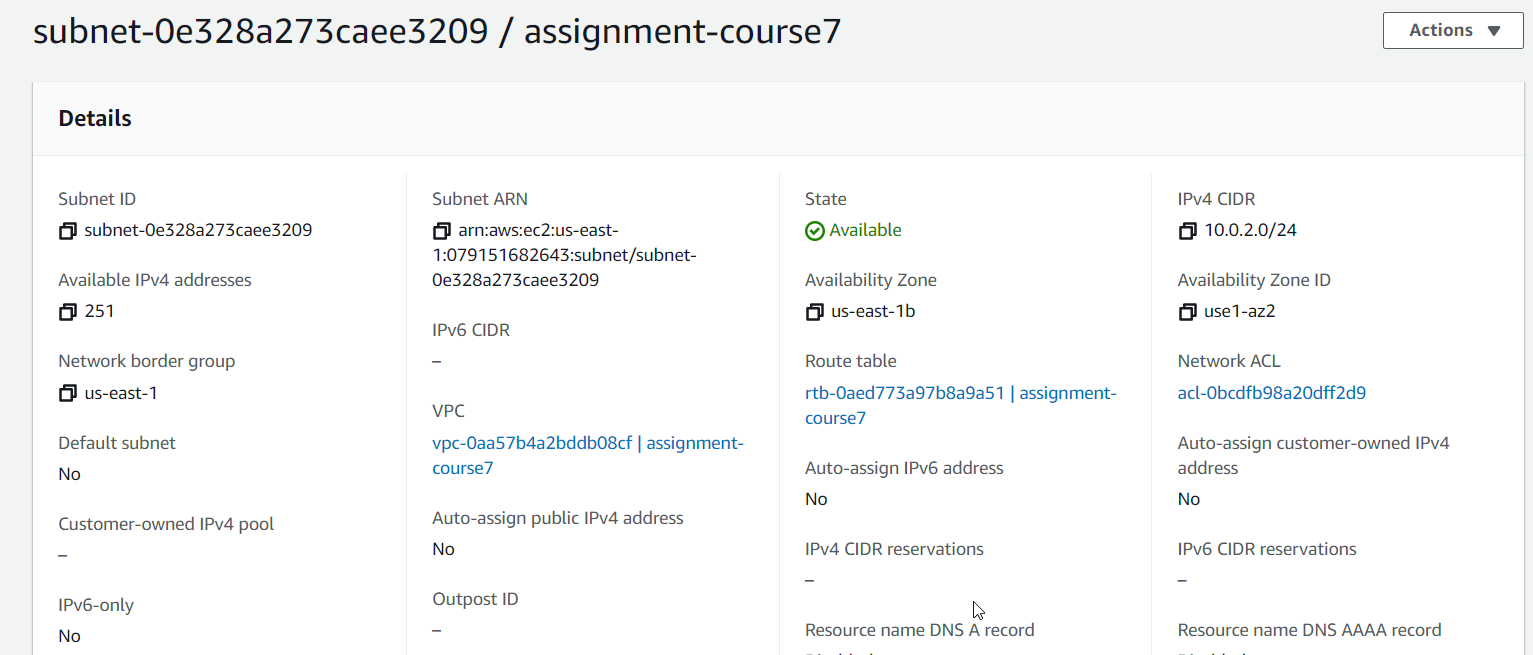 subnet-0e328a273caee3209 / assignment-course7
Actions
Details
Subnet ID
subnet-0e328a273caee3209
Available IPv4 addresses
251
Network border group
us-east-1
Default subnet
No
Customer-owned IPv4 pool
–
IPv6-only
No
Subnet ARN
arn:aws:ec2:us-east-
1:079151682643:subnet/subnet-
0e328a273caee3209
IPv6 CIDR
–
VPC
vpc-0aa57b4a2bddb08cf | assignment-
course7
Auto-assign public IPv4 address
No
Outpost ID
–
State
Available
Availability Zone
us-east-1b
Route table
rtb-0aed773a97b8a9a51 | assignment-
course7
Auto-assign IPv6 address
No
IPv4 CIDR reservations
–
Resource name DNS A record
IPv4 CIDR
10.0.2.0/24
Availability Zone ID
use1-az2
Network ACL
acl-0bcdfb98a20dff2d9
Auto-assign customer-owned IPv4
address
No
IPv6 CIDR reservations
–
Resource name DNS AAAA record